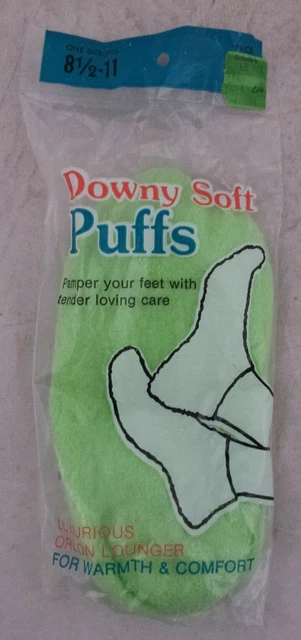 ONE SIZE FITS
8½-11
Downy Soft
Puffs
Pamper your feet with
tender loving care
LUXURIOUS
ORLON LOUNGER
FOR WARMTH & COMFORT